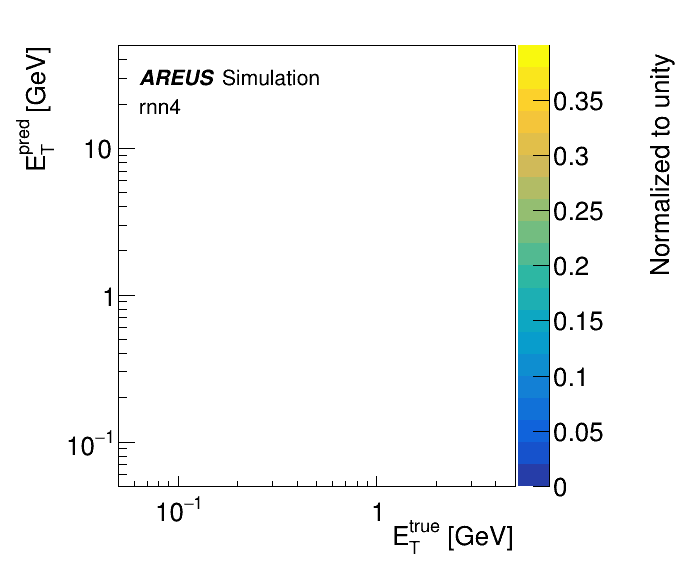 AREUS Simulation
rnn4
E_T^pred [GeV]
10
1
10^−1
10^−1
1
E_T^true [GeV]
0.35
0.3
0.25
0.2
0.15
0.1
0.05
0
Normalized to unity